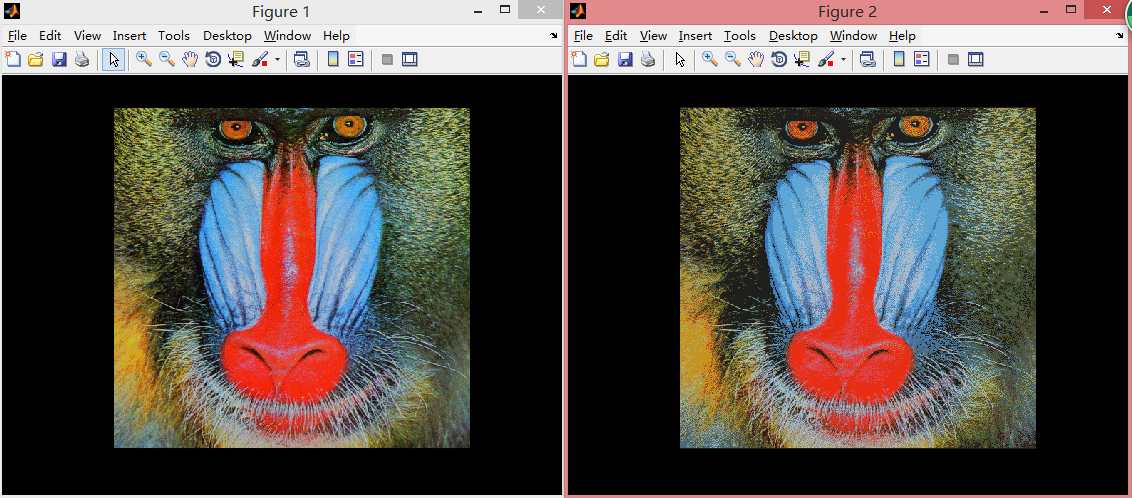 Figure 1
File Edit View Insert Tools Desktop Window Help
Figure 2
File Edit View Insert Tools Desktop Window Help